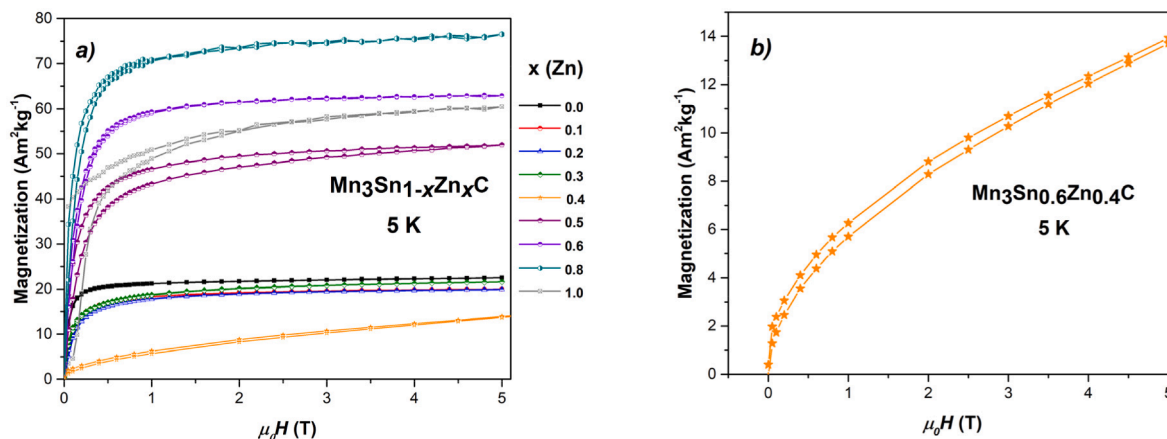 a)
Magnetization (Am²kg⁻¹)
80
70
60
50
40
30
20
10
0
0 1 2 3 4 5
μ₀H (T)
Mn₃Sn₁₋ₓZnₓC
5 K
x (Zn)
0.0
0.1
0.2
0.3
0.4
0.5
0.6
0.8
1.0
b)
Magnetization (Am²kg⁻¹)
14
12
10
8
6
4
2
0
0 1 2 3 4 5
μ₀H (T)
Mn₃Sn₀.₆Zn₀.₄C
5 K